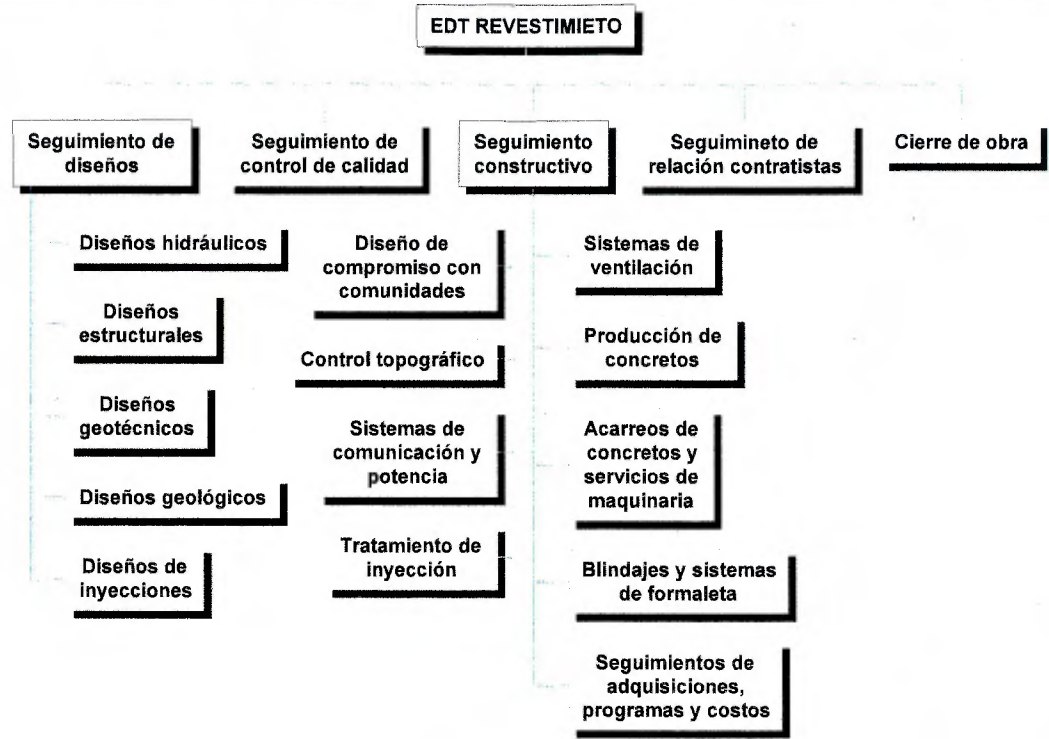 EDT REVESTIMIETO
Seguimiento de
diseños
Seguimiento de
control de calidad
Seguimiento
constructivo
Seguimineto de
relación contratistas
Cierre de obra
Diseños hidráulicos
Diseños
estructurales
Diseños
geotécnicos
Diseños geológicos
Diseños de
inyecciones
Diseño de
compromiso con
comunidades
Control topográfico
Sistemas de
comunicación y
potencia
Tratamiento de
inyección
Sistemas de
ventilación
Producción de
concretos
Acarreos de
concretos y
servicios de
maquinaria
Blindajes y sistemas
de formaleta
Seguimientos de
adquisiciones,
programas y costos